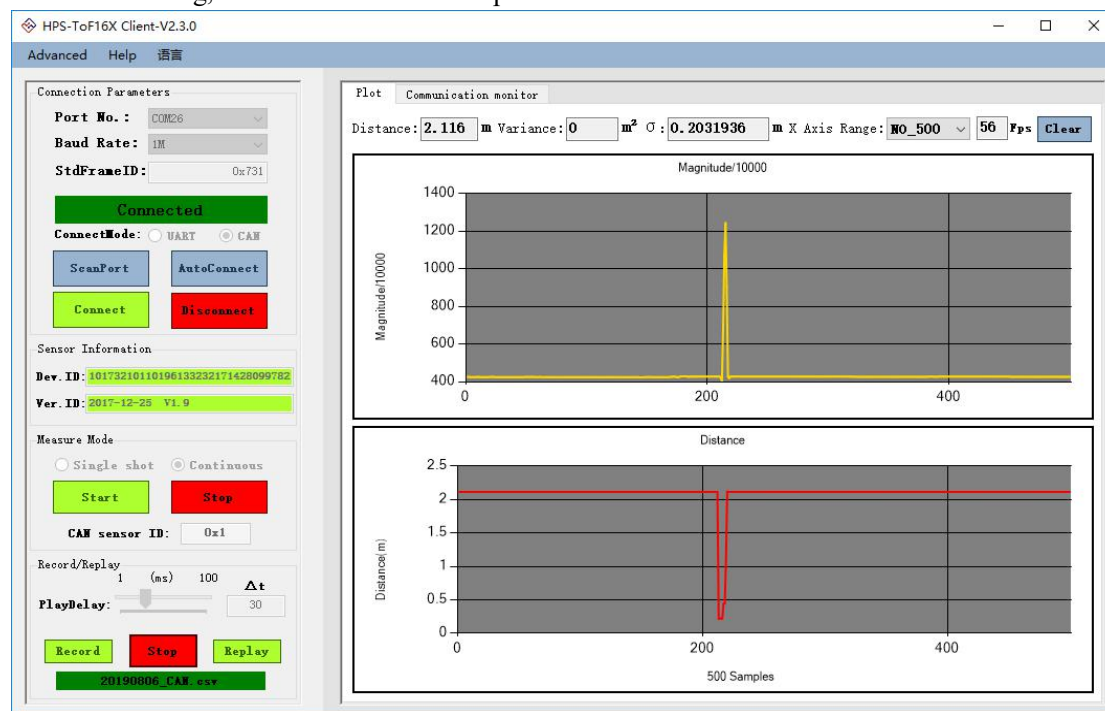 HPS-ToF16X Client-V2.3.0
Advanced Help 语言
Connection Parameters
Port No.: COM26
Baud Rate: 1M
StdFrameID: 0x731
Connected
ConnectMode: UART CAN
ScanPort AutoConnect
Connect Disconnect
Sensor Information
Dev.ID: 10173210110196133232171428099782
Ver.ID: 2017-12-25 V1.9
Measure Mode
Single shot Continuous
Start Stop
CAN sensor ID: 0x1
Record/Replay
1 (ms) 100 Δt
PlayDelay: 30
Record Stop Replay
20190806_CAN.csv
Plot Communication monitor
Distance: 2.116 m Variance: 0 m² σ: 0.2031936 m X Axis Range: NO_500 56 Fps Clear
Magnitude/10000
Magnitude/10000
1400
1200
1000
800
600
400
0 200 400
Distance
Distance(m)
2.5
2
1.5
1
0.5
0
0 200 400
500 Samples